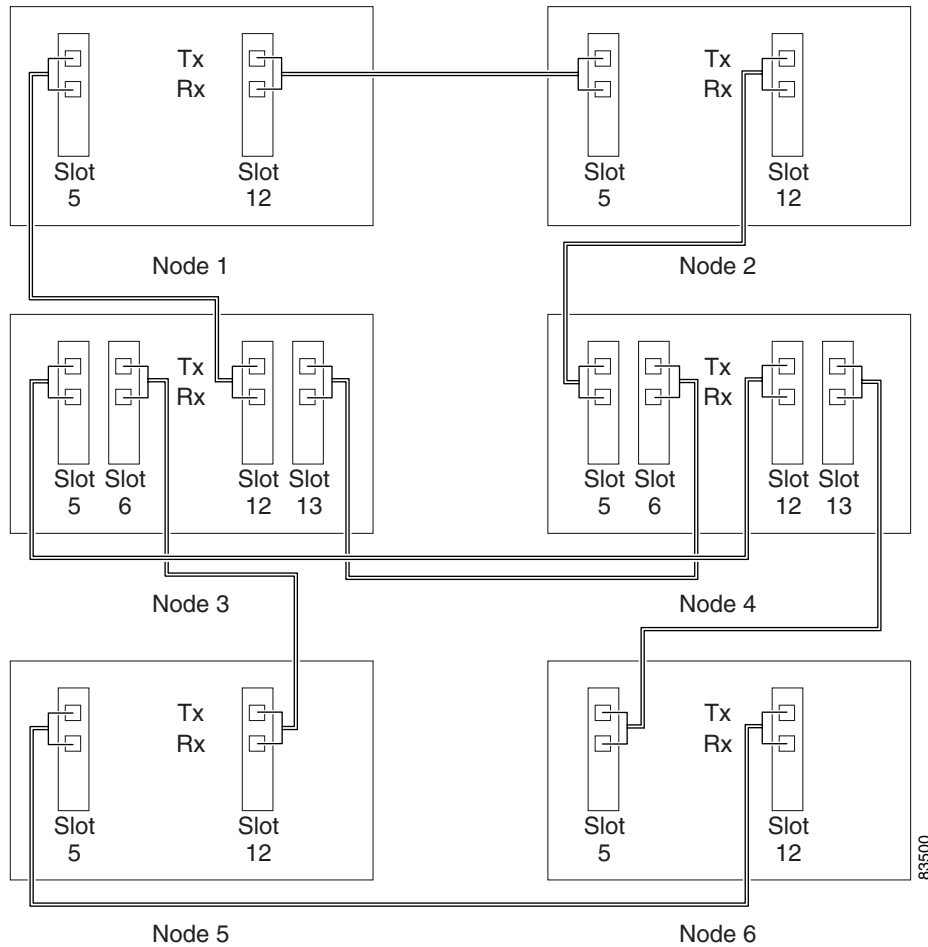 Tx
Rx
Slot
5
Slot
12
Tx
Rx
Slot
5
Slot
12
Node 1
Node 2
Tx
Rx
Slot
5
Slot
6
Slot
12
Slot
13
Tx
Rx
Slot
5
Slot
6
Slot
12
Slot
13
Node 3
Node 4
Tx
Rx
Slot
5
Slot
12
Tx
Rx
Slot
5
Slot
12
83500
Node 5
Node 6